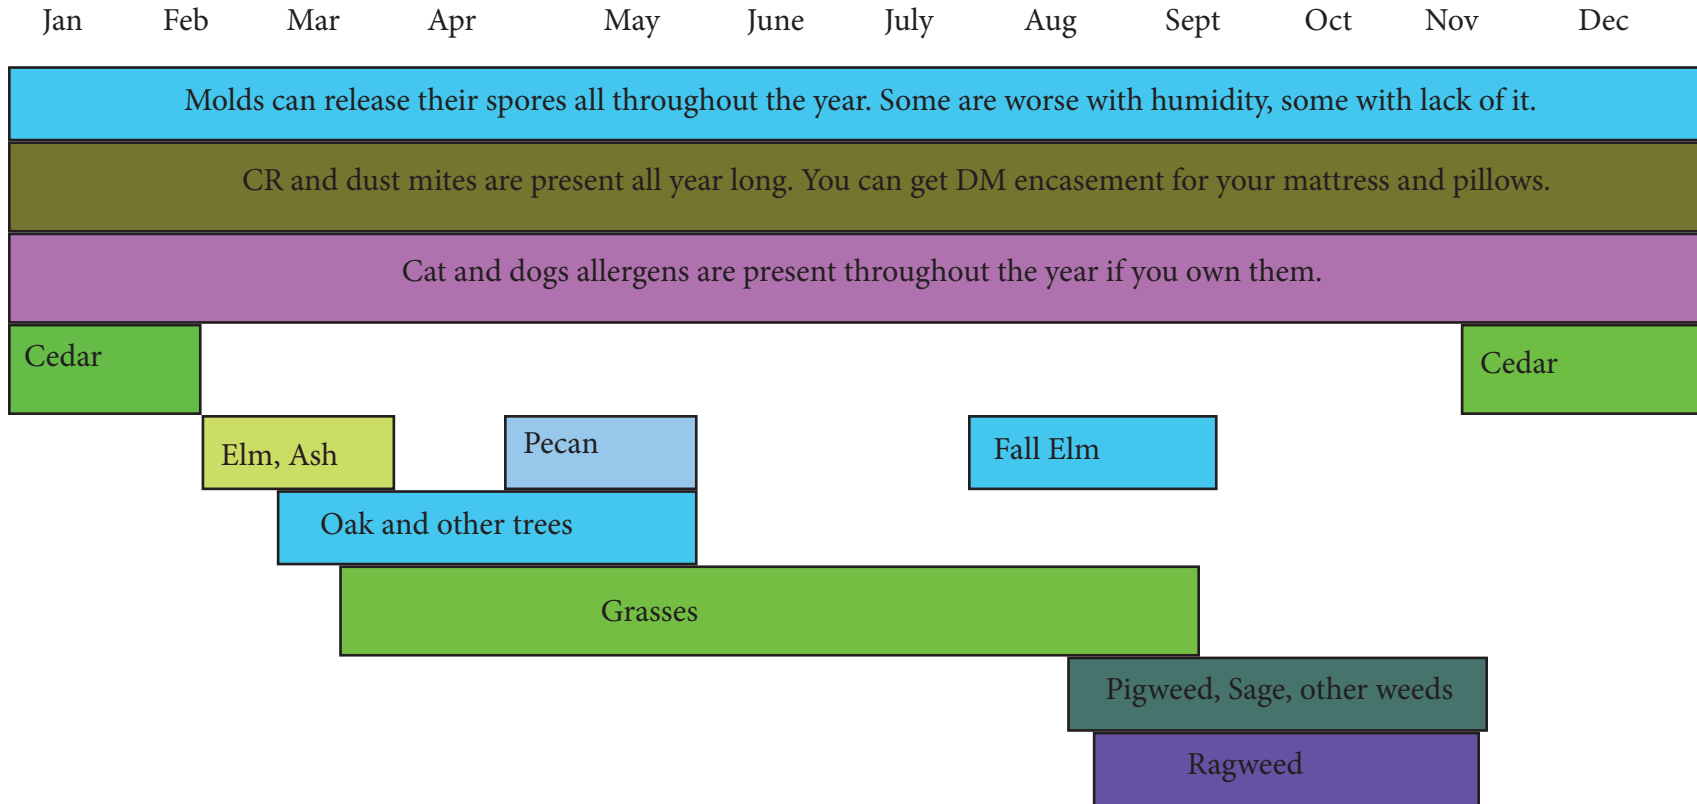 Jan Feb Mar Apr May June July Aug Sept Oct Nov Dec
Molds can release their spores all throughout the year. Some are worse with humidity, some with lack of it.
CR and dust mites are present all year long. You can get DM encasement for your mattress and pillows.
Cat and dogs allergens are present throughout the year if you own them.
Cedar Cedar
Elm, Ash Pecan Fall Elm
Oak and other trees
Grasses
Pigweed, Sage, other weeds
Ragweed